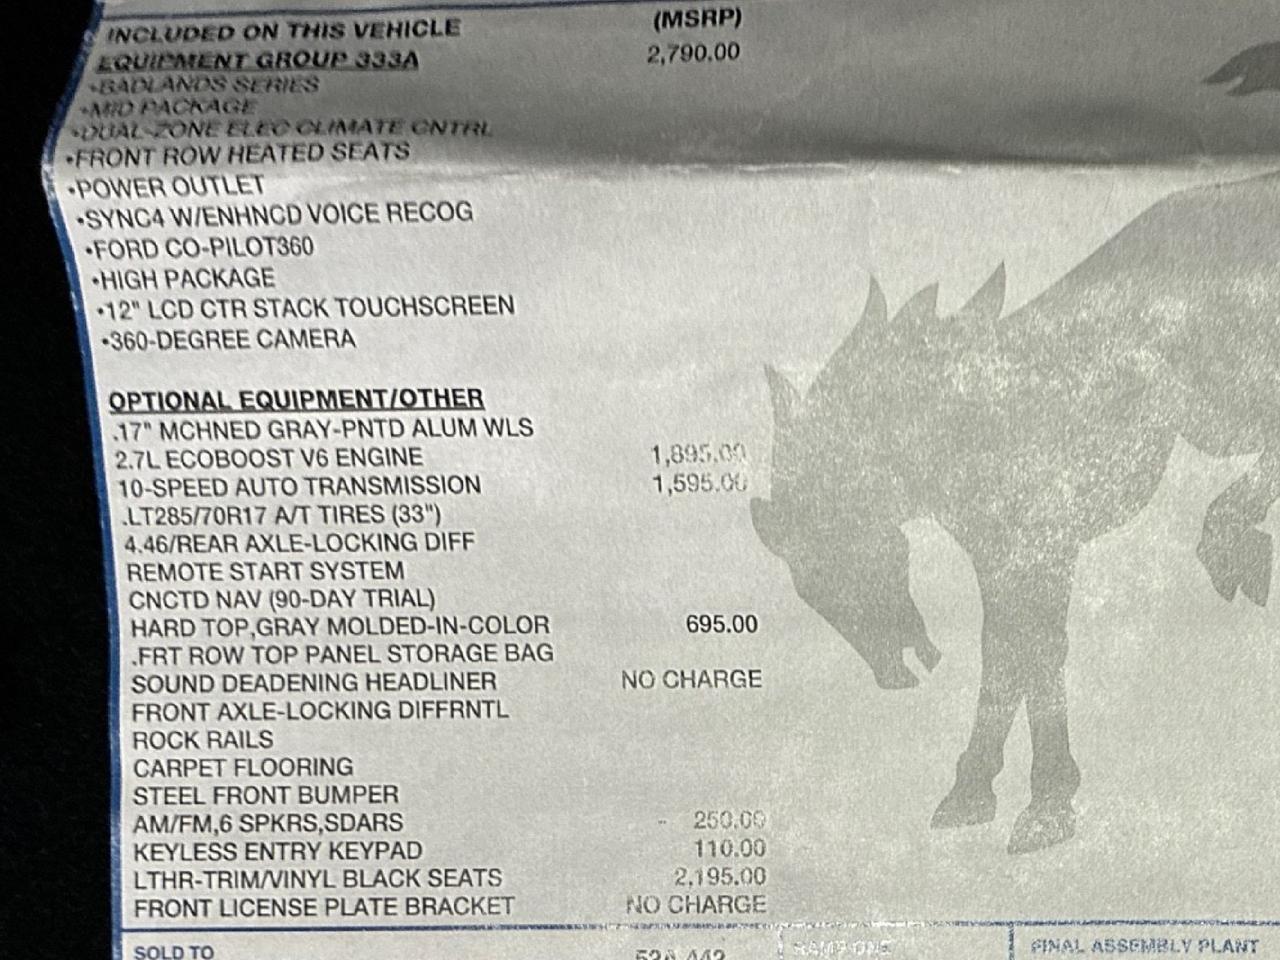 INCLUDED ON THIS VEHICLE (MSRP)
EQUIPMENT GROUP 333A 2,790.00
•BADLANDS SERIES
•MID PACKAGE
•DUAL-ZONE ELEC CLIMATE CNTRL
•FRONT ROW HEATED SEATS
•POWER OUTLET
•SYNC4 W/ENHNCD VOICE RECOG
•FORD CO-PILOT360
•HIGH PACKAGE
•12" LCD CTR STACK TOUCHSCREEN
•360-DEGREE CAMERA
OPTIONAL EQUIPMENT/OTHER
.17" MCHNED GRAY-PNTD ALUM WLS
2.7L ECOBOOST V6 ENGINE 1,895.00
10-SPEED AUTO TRANSMISSION 1,595.00
.LT285/70R17 A/T TIRES (33")
4.46/REAR AXLE-LOCKING DIFF
REMOTE START SYSTEM
CNCTD NAV (90-DAY TRIAL)
HARD TOP,GRAY MOLDED-IN-COLOR 695.00
.FRT ROW TOP PANEL STORAGE BAG
SOUND DEADENING HEADLINER NO CHARGE
FRONT AXLE-LOCKING DIFFRNTL
ROCK RAILS
CARPET FLOORING
STEEL FRONT BUMPER
AM/FM,6 SPKRS,SDARS - 250.00
KEYLESS ENTRY KEYPAD 110.00
LTHR-TRIM/VINYL BLACK SEATS 2,195.00
FRONT LICENSE PLATE BRACKET NO CHARGE
SOLD TO RAMP ONE FINAL ASSEMBLY PLANT